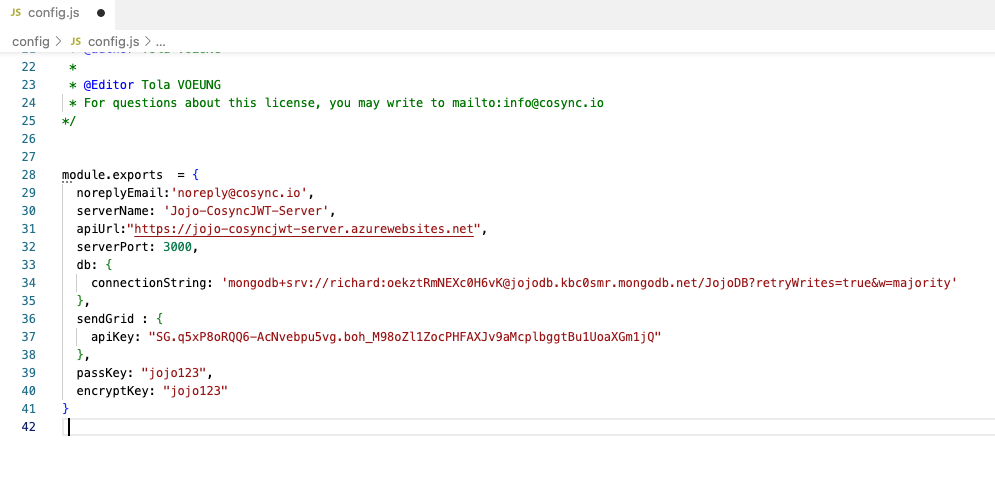 JS config.js ●
config > JS config.js > ...
22 *
23 * @Editor Tola VOEUNG
24 * For questions about this license, you may write to mailto:info@cosync.io
25 */
26
27
28 module.exports  = {
29 noreplyEmail:'noreply@cosync.io',
30 serverName: 'Jojo-CosyncJWT-Server',
31 apiUrl:"https://jojo-cosyncjwt-server.azurewebsites.net",
32 serverPort: 3000,
33 db: {
34 connectionString: 'mongodb+srv://richard:oekztRmNEXc0H6vK@jojodb.kbc0smr.mongodb.net/JojoDB?retryWrites=true&w=majority'
35 },
36 sendGrid : {
37 apiKey: "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"
38 },
39 passKey: "jojo123",
40 encryptKey: "jojo123"
41 }
42